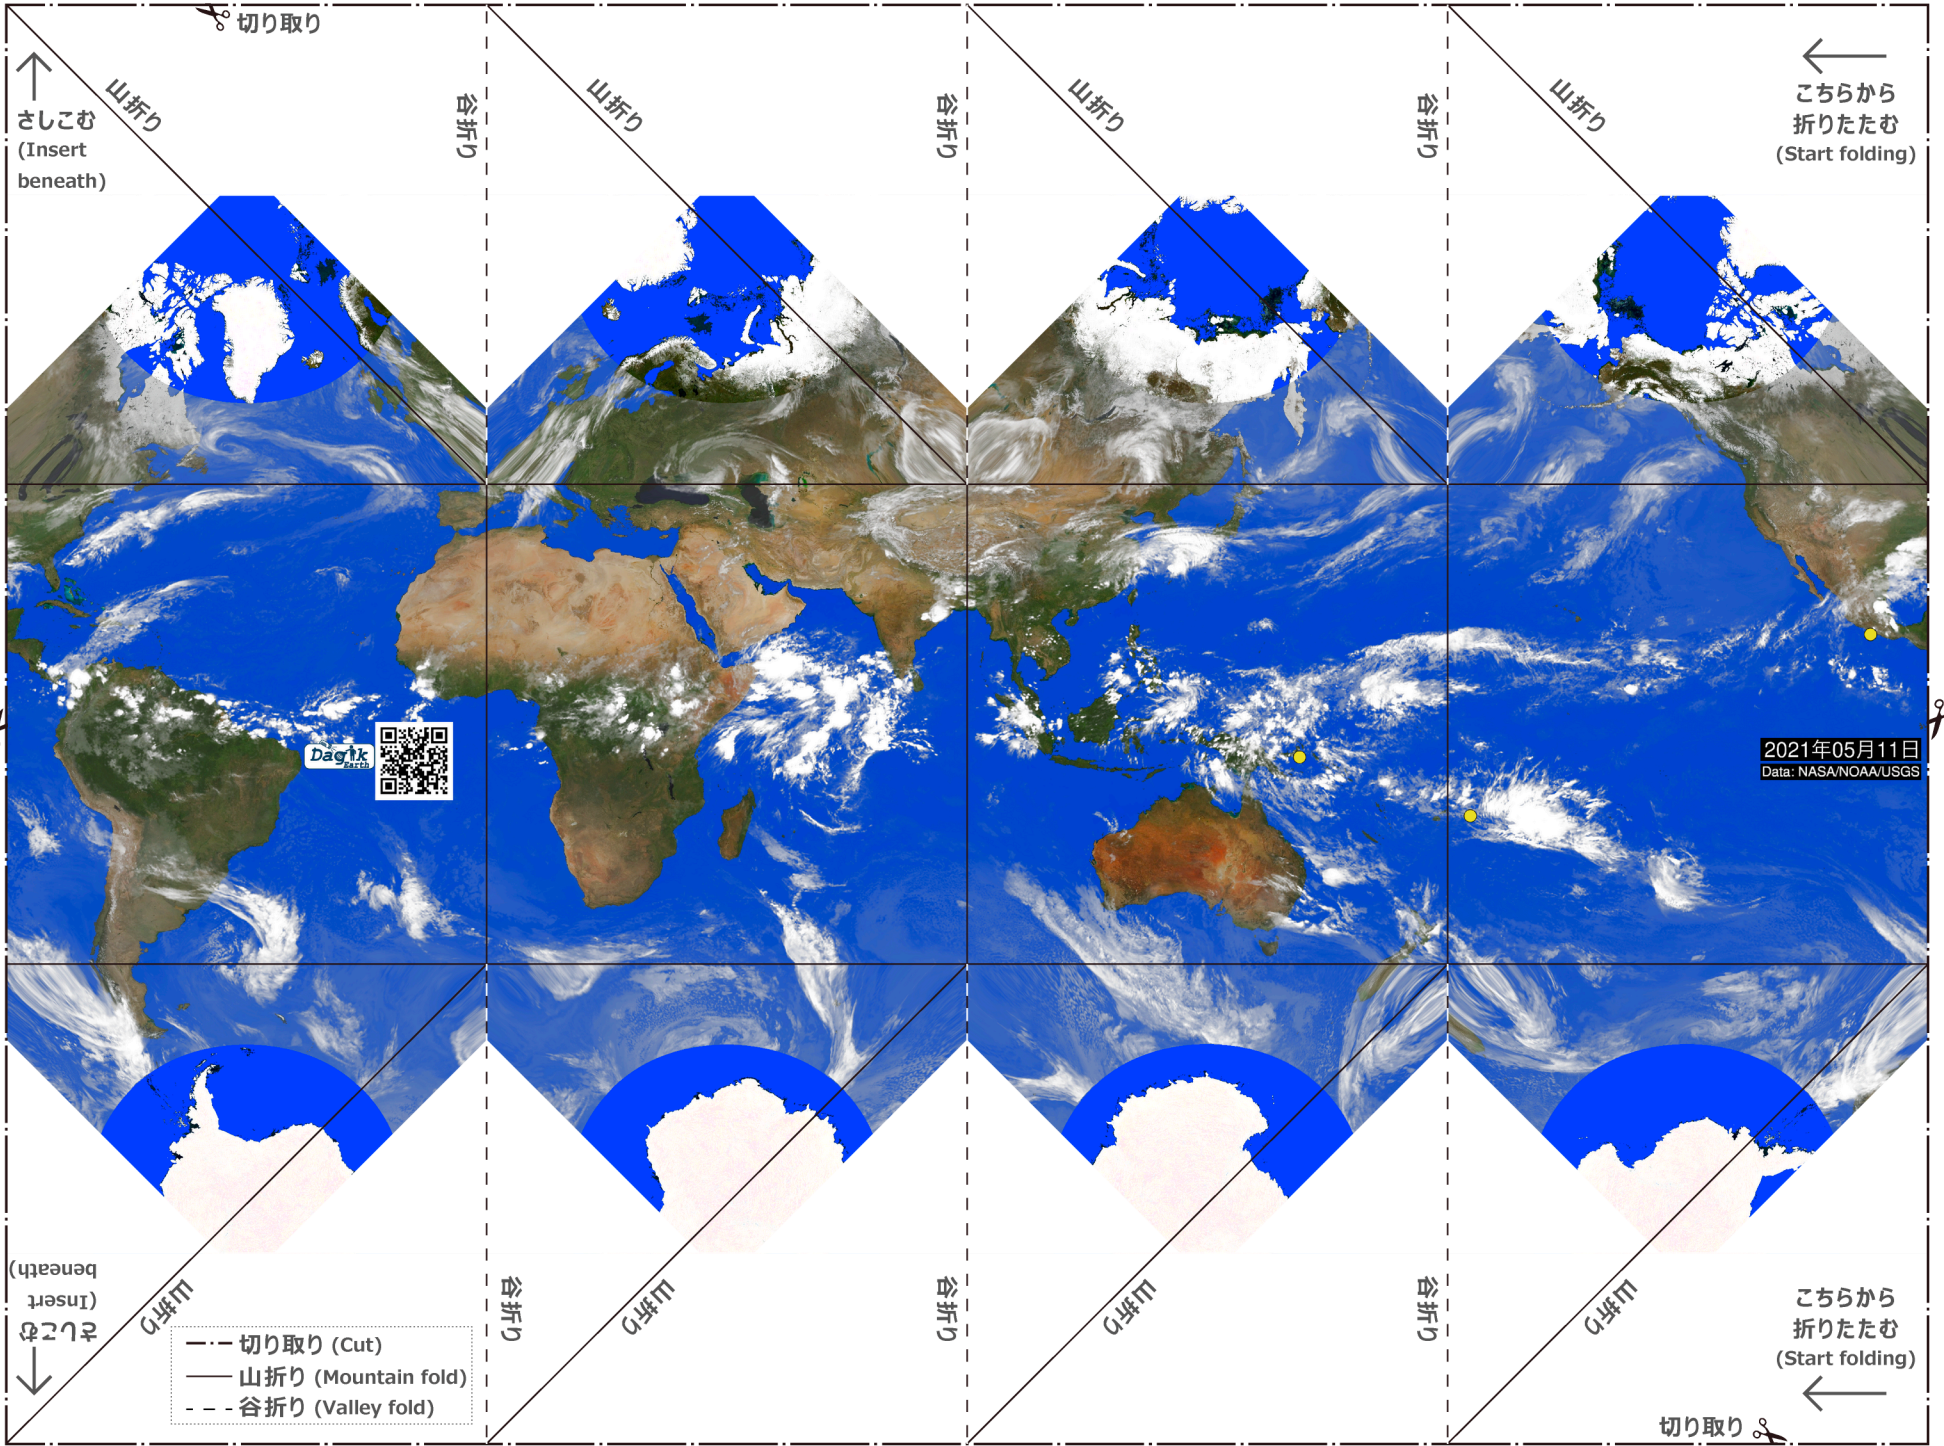 切り取り
山折り
谷折り
山折り
谷折り
山折り
谷折り
山折り
さしこむ
(Insert
beneath)
こちらから
折りたたむ
(Start folding)
Dagik
Earth
2021年05月11日
Data: NASA/NOAA/USGS
さしこむ
(Insert
beneath)
山折り
谷折り
山折り
谷折り
山折り
谷折り
山折り
切り取り (Cut)
山折り (Mountain fold)
谷折り (Valley fold)
こちらから
折りたたむ
(Start folding)
切り取り